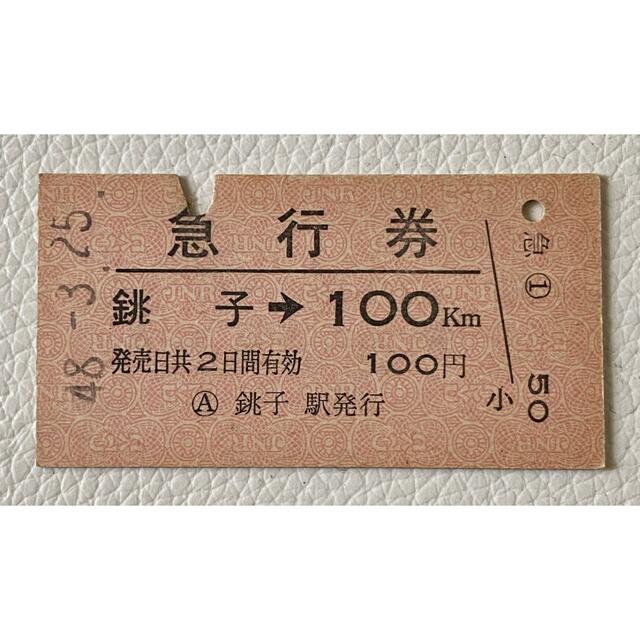 急行券
銚子→100Km
発売日共2日間有効 100円
Ⓐ 銚子 駅発行
48-3.25.
急 ①
小 50
JNR